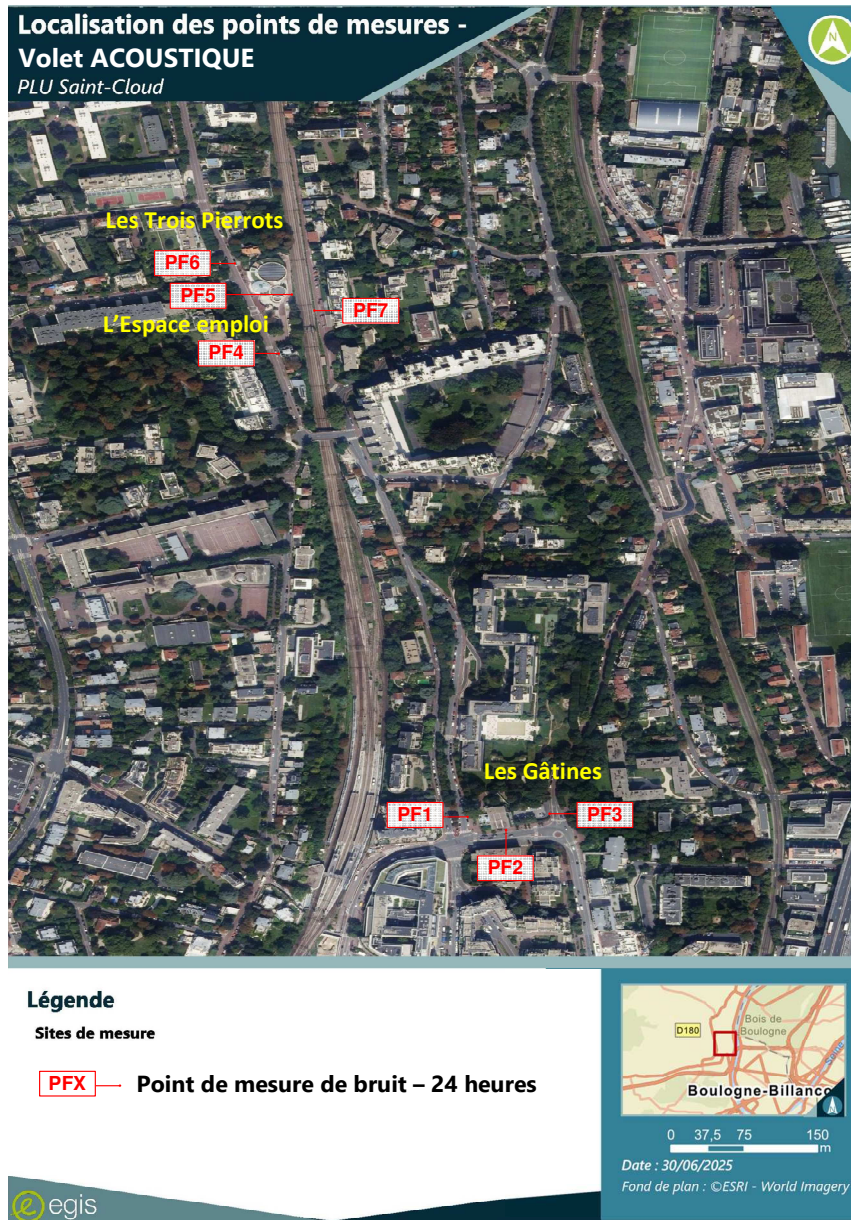 Localisation des points de mesures -
Volet ACOUSTIQUE
PLU Saint-Cloud
N
Les Trois Pierrots
PF6
PF5
PF7
L'Espace emploi
PF4
Les Gâtines
PF1
PF3
PF2
Légende
Sites de mesure
PFX
Point de mesure de bruit – 24 heures
D180
Bois de
Boulogne
Seine
Boulogne-Billanco
0 37,5 75 150
m
Date : 30/06/2025
Fond de plan : ©ESRI - World Imagery
egis